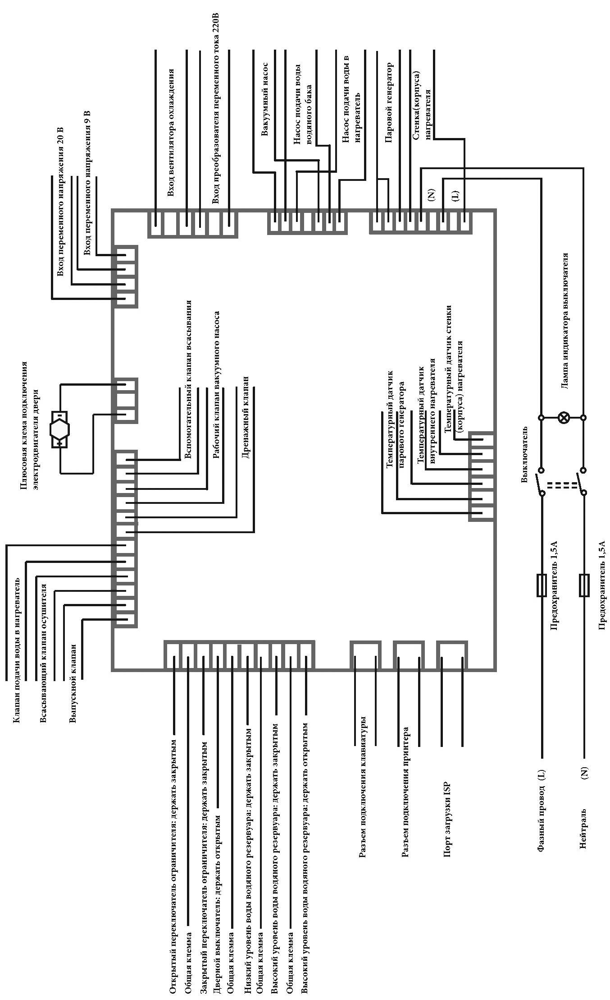 Клапан подачи воды в нагреватель
Всасывающий клапан осушителя
Выпускной клапан
Плюсовая клема подключения
электродвигателя двери
Вход переменного напряжения 20 В
Вход переменного напряжения 9 В
Вспомогательный клапан всасывания
Рабочий клапан вакуумного насоса
Дренажный клапан
Вход вентилятора охлаждения
Вход преобразователя переменного тока 220В
Вакуумный насос
Насос подачи воды
водяного бака
Насос подачи воды в
нагреватель
Паровой генератор
Стенка(корпуса)
нагревателя
(N)
(L)
Открытый переключатель ограничителя: держать закрытым
Общая клемма
Закрытый переключатель ограничителя: держать закрытым
Дверной выключатель: держать открытым
Общая клемма
Низкий уровень воды водяного резервуара: держать закрытым
Общая клемма
Высокий уровень воды водяного резервуара: держать закрытым
Общая клемма
Высокий уровень воды водяного резервуара: держать открытым
Разъем подключения клавиатуры
Разъем подключения принтера
Порт загрузки ISP
Температурный датчик
парового генератора
Температурный датчик
внутреннего нагревателя
Температурный датчик стенки
(корпуса) нагревателя
Фазный провод (L)
Предохранитель 1,5А
Выключатель
Лампа индикатора выключателя
Нейтраль (N)
Предохранитель 1,5А